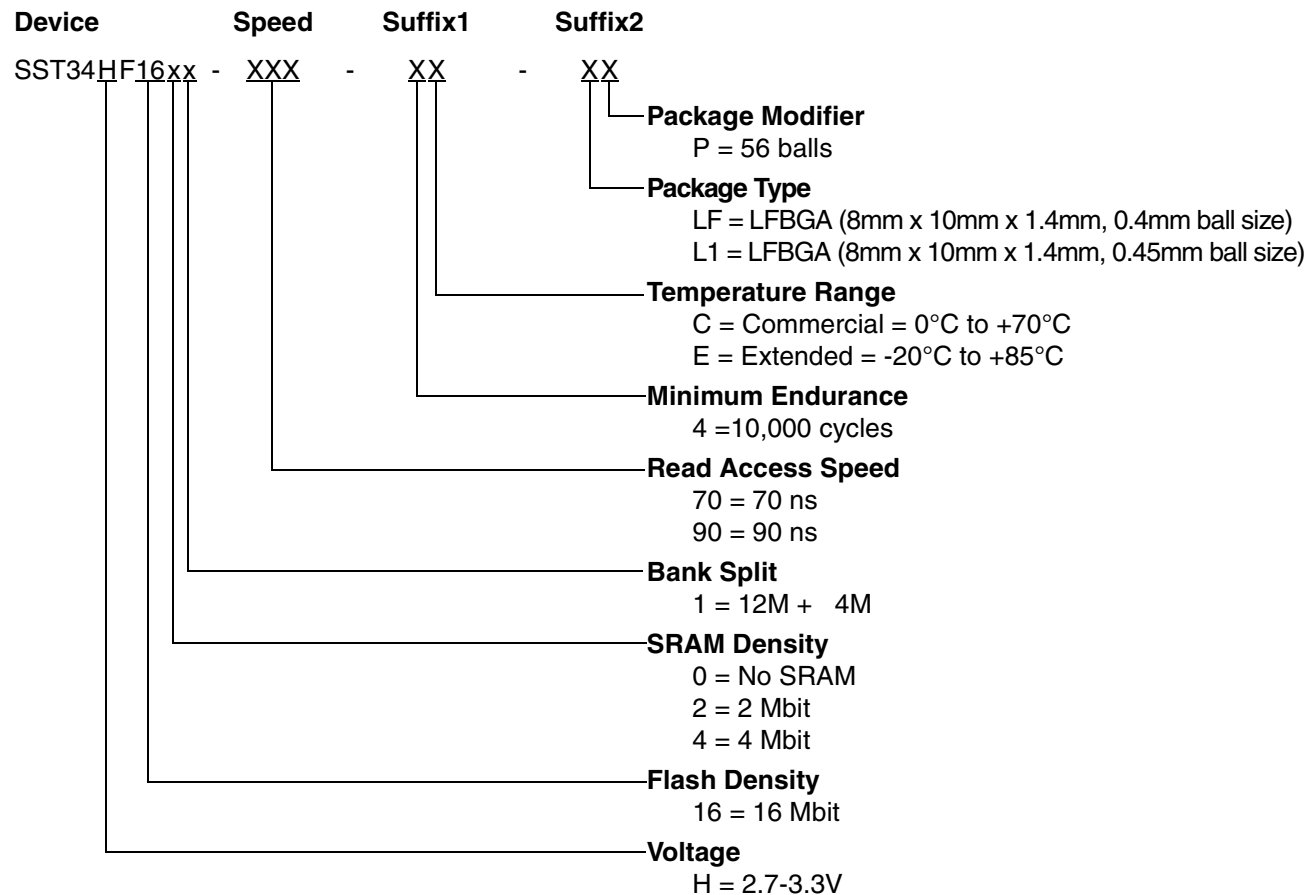 Device Speed Suffix1 Suffix2
SST34HF16xx - XXX - XX - XX
Package Modifier
P = 56 balls
Package Type
LF = LFBGA (8mm x 10mm x 1.4mm, 0.4mm ball size)
L1 = LFBGA (8mm x 10mm x 1.4mm, 0.45mm ball size)
Temperature Range
C = Commercial = 0°C to +70°C
E = Extended = -20°C to +85°C
Minimum Endurance
4 =10,000 cycles
Read Access Speed
70 = 70 ns
90 = 90 ns
Bank Split
1 = 12M + 4M
SRAM Density
0 = No SRAM
2 = 2 Mbit
4 = 4 Mbit
Flash Density
16 = 16 Mbit
Voltage
H = 2.7-3.3V